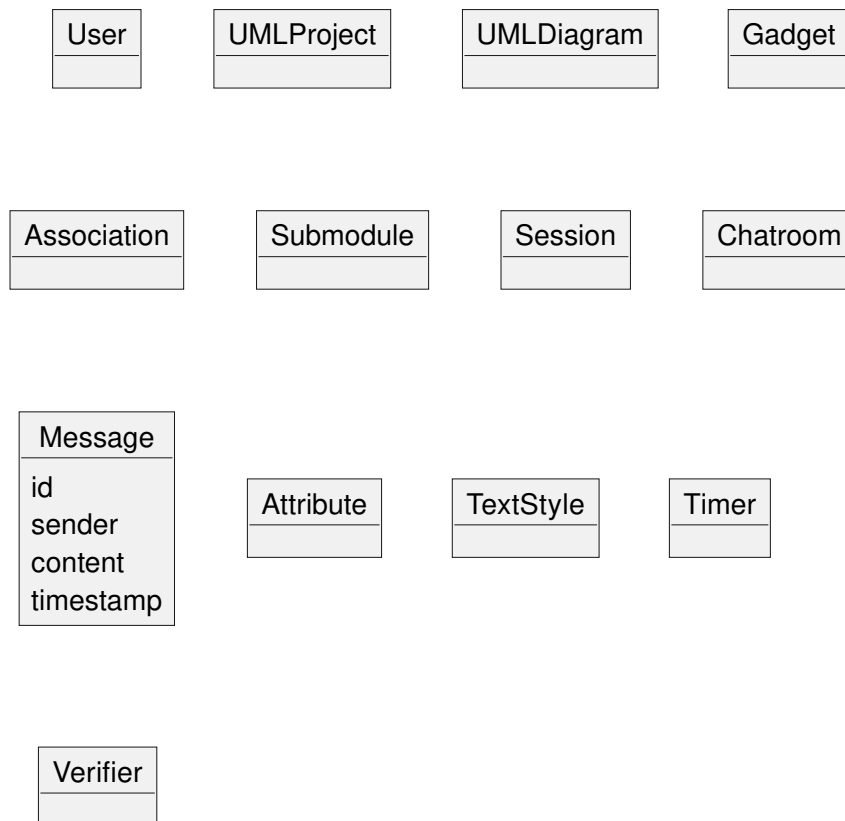 User
UMLProject
UMLDiagram
Gadget
Association
Submodule
Session
Chatroom
Message
id
sender
content
timestamp
Attribute
TextStyle
Timer
Verifier